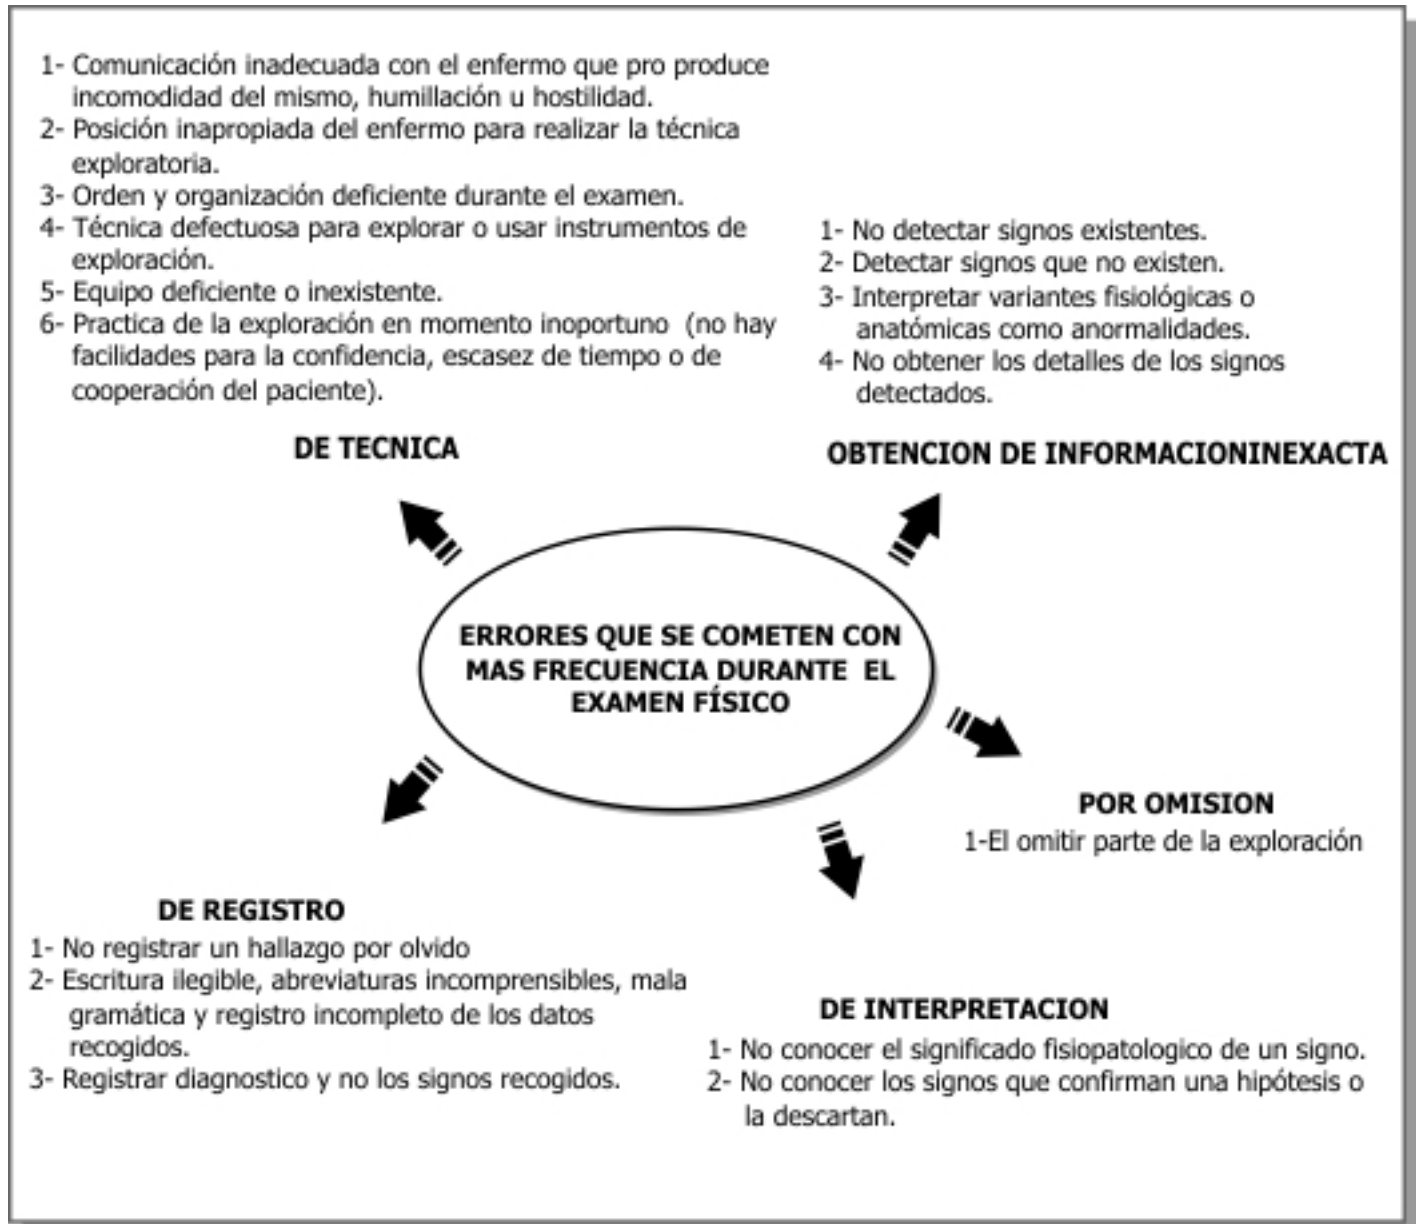 1- Comunicación inadecuada con el enfermo que pro produce
incomodidad del mismo, humillación u hostilidad.
2- Posición inapropiada del enfermo para realizar la técnica
exploratoria.
3- Orden y organización deficiente durante el examen.
4- Técnica defectuosa para explorar o usar instrumentos de
exploración.
5- Equipo deficiente o inexistente.
6- Practica de la exploración en momento inoportuno (no hay
facilidades para la confidencia, escasez de tiempo o de
cooperación del paciente).
DE TECNICA
1- No detectar signos existentes.
2- Detectar signos que no existen.
3- Interpretar variantes fisiológicas o
anatómicas como anormalidades.
4- No obtener los detalles de los signos
detectados.
OBTENCION DE INFORMACIONINEXACTA
ERRORES QUE SE COMETEN CON
MAS FRECUENCIA DURANTE EL
EXAMEN FÍSICO
POR OMISION
1-El omitir parte de la exploración
DE REGISTRO
1- No registrar un hallazgo por olvido
2- Escritura ilegible, abreviaturas incomprensibles, mala
gramática y registro incompleto de los datos
recogidos.
3- Registrar diagnostico y no los signos recogidos.
DE INTERPRETACION
1- No conocer el significado fisiopatologico de un signo.
2- No conocer los signos que confirman una hipótesis o
la descartan.